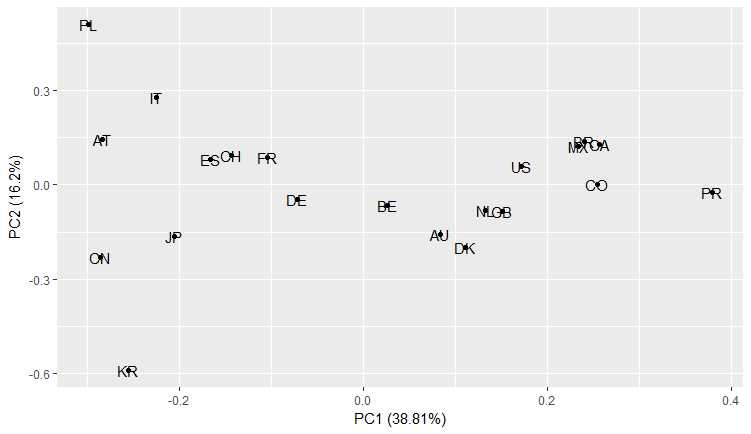 PL
IT
AT
ES
CH
FR
DE
BE
US
MX
BR
CA
CO
PR
NL
GB
AU
DK
JP
CN
KR
0.3
0.0
-0.3
-0.6
PC2 (16.2%)
-0.2
0.0
0.2
0.4
PC1 (38.81%)